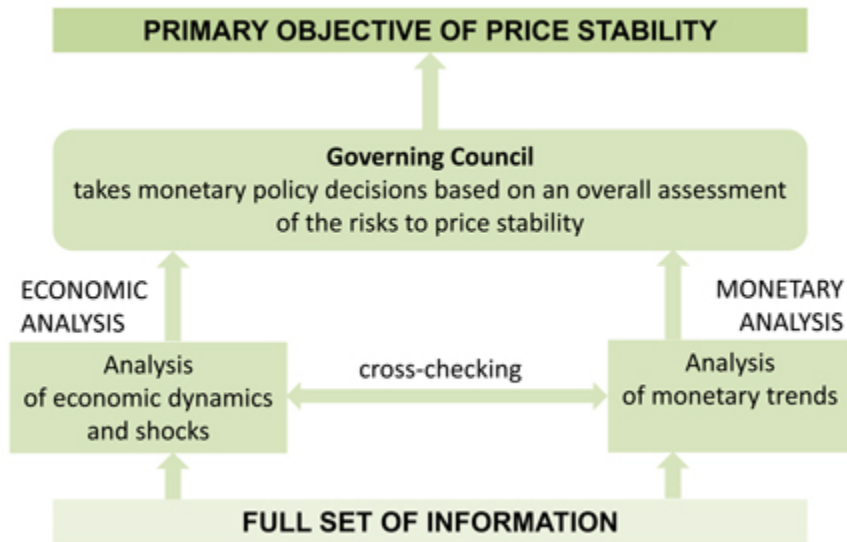 PRIMARY OBJECTIVE OF PRICE STABILITY
Governing Council
takes monetary policy decisions based on an overall assessment
of the risks to price stability
ECONOMIC
ANALYSIS
MONETARY
ANALYSIS
Analysis
of economic dynamics
and shocks
cross-checking
Analysis
of monetary trends
FULL SET OF INFORMATION